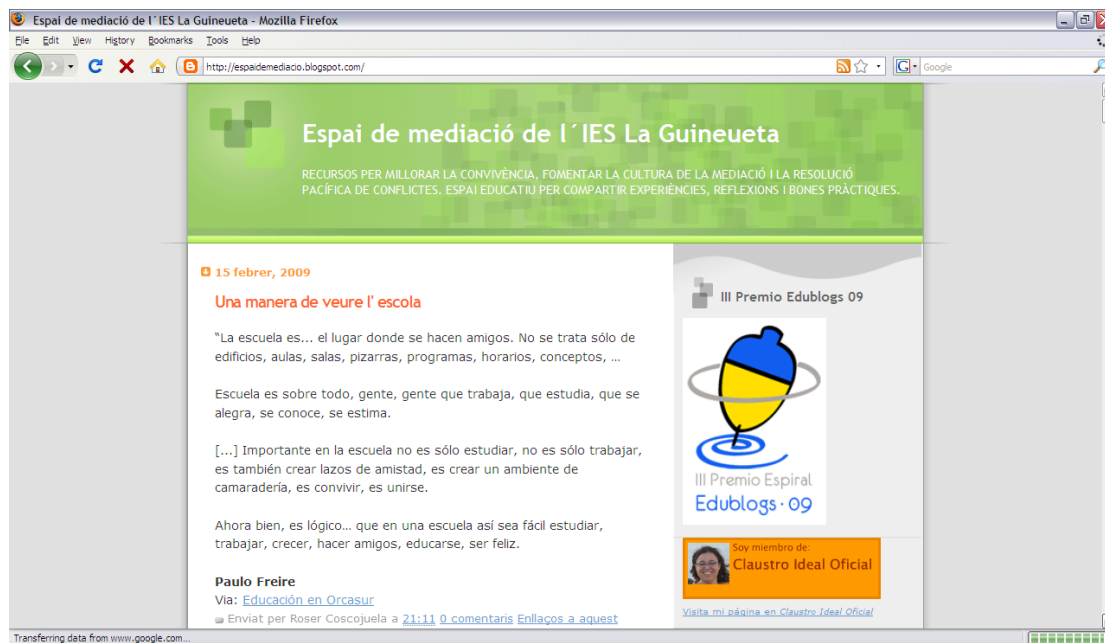 Espai de mediació de l´IES La Guineueta - Mozilla Firefox
File Edit View History Bookmarks Tools Help
http://espaidemediacio.blogspot.com/
Google
Espai de mediació de l´IES La Guineueta
RECURSOS PER MILLORAR LA CONVIVÈNCIA, FOMENTAR LA CULTURA DE LA MEDIACIÓ I LA RESOLUCIÓ
PACÍFICA DE CONFLICTES. ESPAI EDUCATIU PER COMPARTIR EXPERIÈNCIES, REFLEXIONS I BONES PRÀCTIQUES.
15 febrer, 2009
Una manera de veure l' escola
"La escuela es... el lugar donde se hacen amigos. No se trata sólo de
edificios, aulas, salas, pizarras, programas, horarios, conceptos, ...
Escuela es sobre todo, gente, gente que trabaja, que estudia, que se
alegra, se conoce, se estima.
[...] Importante en la escuela no es sólo estudiar, no es sólo trabajar,
es también crear lazos de amistad, es crear un ambiente de
camaradería, es convivir, es unirse.
Ahora bien, es lógico... que en una escuela así sea fácil estudiar,
trabajar, crecer, hacer amigos, educarse, ser feliz.
Paulo Freire
Via: Educación en Orcasur
Enviat per Roser Coscojuela a 21:11 0 comentaris Enllaços a aquest
III Premio Edublogs 09
III Premio Espiral
Edublogs · 09
Soy miembro de:
Claustro Ideal Oficial
Visita mi página en Claustro Ideal Oficial
Transferring data from www.google.com...